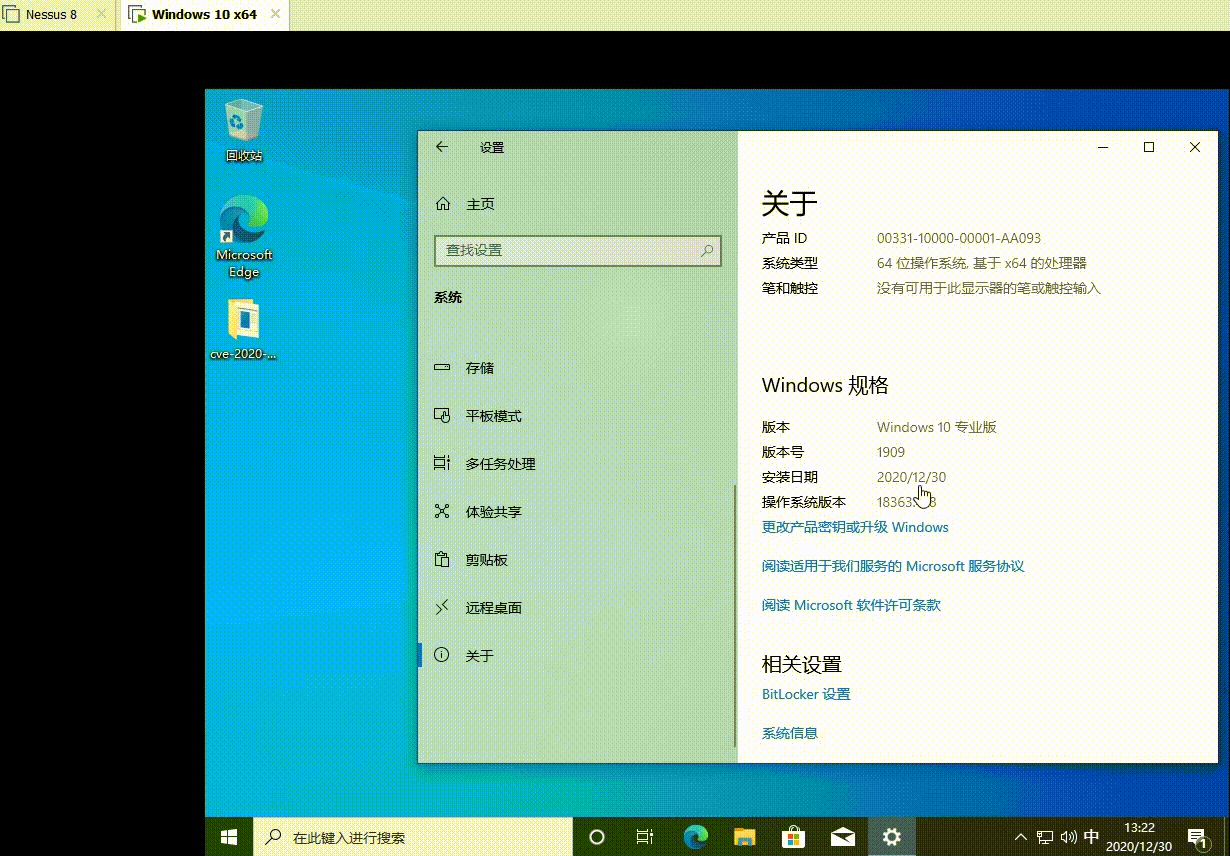 Nessus 8
Windows 10 x64
回收站
Microsoft
Edge
cve-2020-...
设置
主页
查找设置
系统
存储
平板模式
多任务处理
体验共享
剪贴板
远程桌面
关于
关于
产品 ID 00331-10000-00001-AA093
系统类型 64 位操作系统, 基于 x64 的处理器
笔和触控 没有可用于此显示器的笔或触控输入
Windows 规格
版本 Windows 10 专业版
版本号 1909
安装日期 2020/12/30
操作系统版本
更改产品密钥或升级 Windows
阅读适用于我们服务的 Microsoft 服务协议
阅读 Microsoft 软件许可条款
相关设置
BitLocker 设置
系统信息
在此键入进行搜索
中
13:22
2020/12/30
1